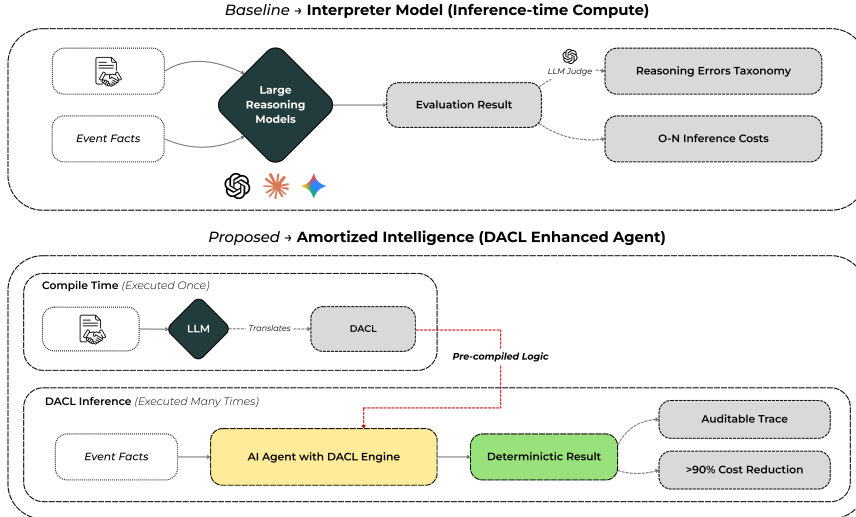 Baseline → Interpreter Model (Inference-time Compute)
Large
Reasoning
Models
Event Facts
Evaluation Result
LLM Judge
Reasoning Errors Taxonomy
O-N Inference Costs
Proposed → Amortized Intelligence (DACL Enhanced Agent)
Compile Time (Executed Once)
LLM
Translates
DACL
Pre-compiled Logic
DACL Inference (Executed Many Times)
Event Facts
AI Agent with DACL Engine
Determinictic Result
Auditable Trace
>90% Cost Reduction